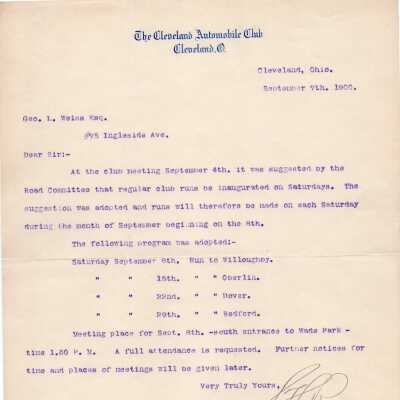 The Cleveland Automobile Club
Cleveland, O.
Cleveland, Ohio.
September 7th. 1900.
Geo. L. Weiss Esq.
#75 Ingleside Ave.
Dear Sir:-
At the club meeting September 4th. it was suggested by the
Road Committee that regular club runs be inaugurated on Saturdays. The
suggestion was adopted and runs will therefore be made on each Saturday
during the month of September beginning on the 8th.
The following program was adopted:-
Saturday September 8th. Run to Willoughby.
" " 15th. " " Oberlin.
" " 22nd. " " Dover.
" " 29th. " " Bedford.
Meeting place for Sept. 8th. -south entrance to Wade Park -
time 1.30 P. M. A full attendance is requested. Further notices for
time and places of meetings will be given later.
Very Truly Yours,